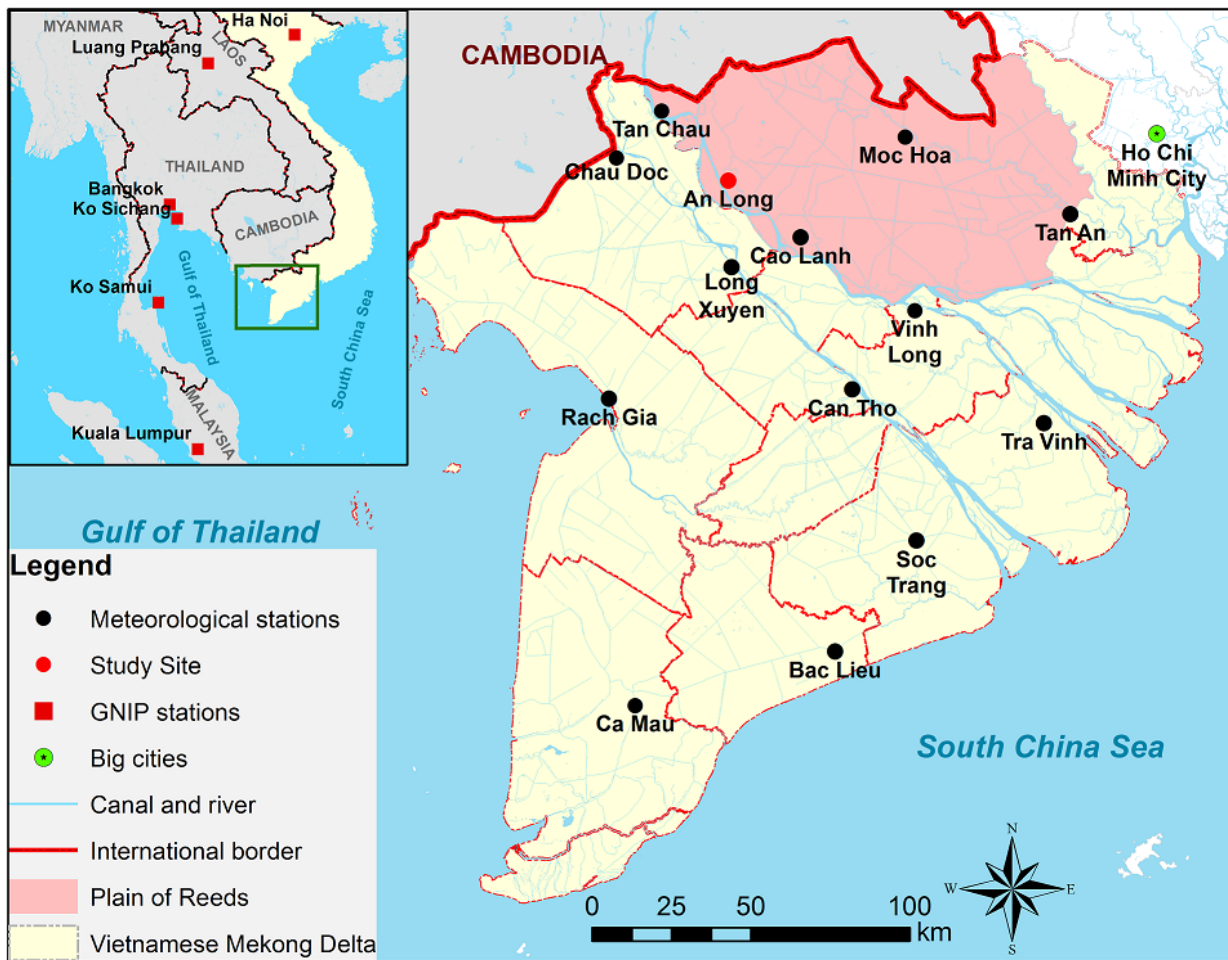 MYANMAR
Ha Noi
Luang Prabang
LAOS
THAILAND
Bangkok
Ko Sichang
CAMBODIA
Ko Samui
Gulf of Thailand
South China Sea
MALAYSIA
Kuala Lumpur
CAMBODIA
Tan Chau
Chau Doc
Moc Hoa
Ho Chi
Minh City
An Long
Tan An
Cao Lanh
Long
Xuyen
Vinh
Long
Rach Gia
Can Tho
Tra Vinh
Soc
Trang
Bac Lieu
Ca Mau
Gulf of Thailand
South China Sea
Legend
Meteorological stations
Study Site
GNIP stations
Big cities
Canal and river
International border
Plain of Reeds
Vietnamese Mekong Delta
N
W
E
S
0 25 50 100
km